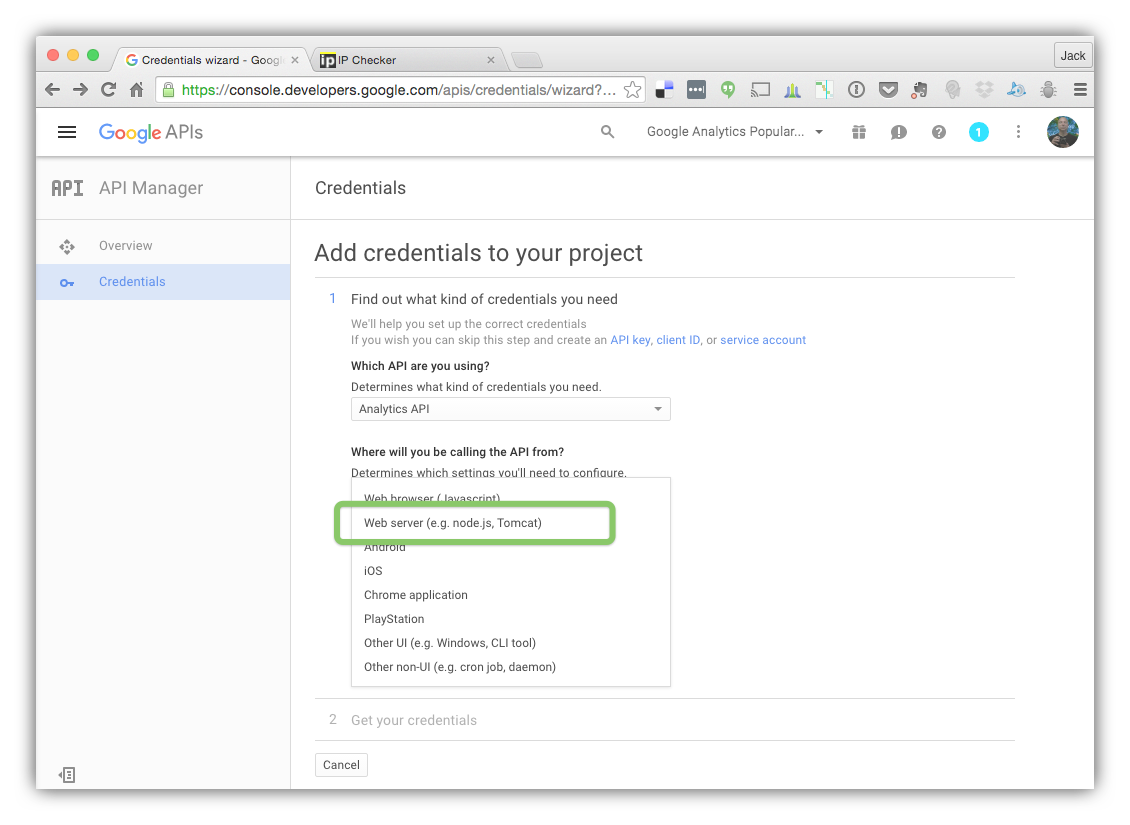 Credentials wizard - Googl
ip IP Checker
Jack
https://console.developers.google.com/apis/credentials/wizard?...
Google APIs
Google Analytics Popular...
1
API API Manager
Credentials
Overview
Credentials
Add credentials to your project
1 Find out what kind of credentials you need
We'll help you set up the correct credentials
If you wish you can skip this step and create an API key, client ID, or service account
Which API are you using?
Determines what kind of credentials you need.
Analytics API
Where will you be calling the API from?
Determines which settings you'll need to configure.
Web browser (Javascript)
Web server (e.g. node.js, Tomcat)
Android
iOS
Chrome application
PlayStation
Other UI (e.g. Windows, CLI tool)
Other non-UI (e.g. cron job, daemon)
2 Get your credentials
Cancel